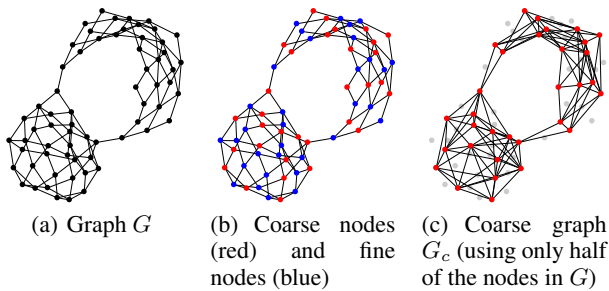 (a) Graph G
(b) Coarse nodes
(red) and fine
nodes (blue)
(c) Coarse graph
G_c (using only half
of the nodes in G)